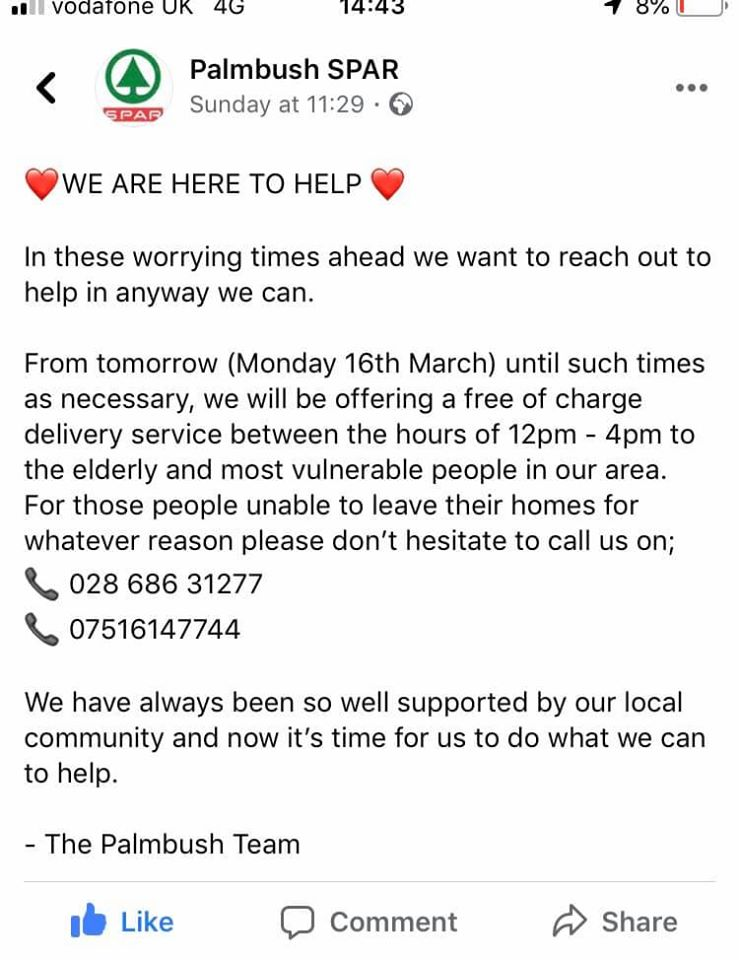 vodafone UK 4G 14:43 8%
Palmbush SPAR
SPAR
Sunday at 11:29 ·
❤️WE ARE HERE TO HELP ❤️
In these worrying times ahead we want to reach out to
help in anyway we can.
From tomorrow (Monday 16th March) until such times
as necessary, we will be offering a free of charge
delivery service between the hours of 12pm - 4pm to
the elderly and most vulnerable people in our area.
For those people unable to leave their homes for
whatever reason please don’t hesitate to call us on;
📞 028 686 31277
📞 07516147744
We have always been so well supported by our local
community and now it’s time for us to do what we can
to help.
- The Palmbush Team
Like Comment Share